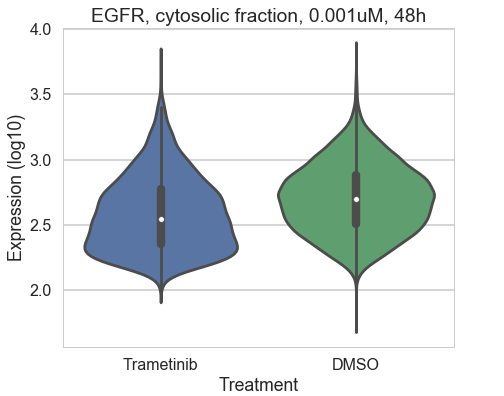 EGFR, cytosolic fraction, 0.001uM, 48h
4.0
3.5
3.0
2.5
2.0
Expression (log10)
Trametinib DMSO
Treatment